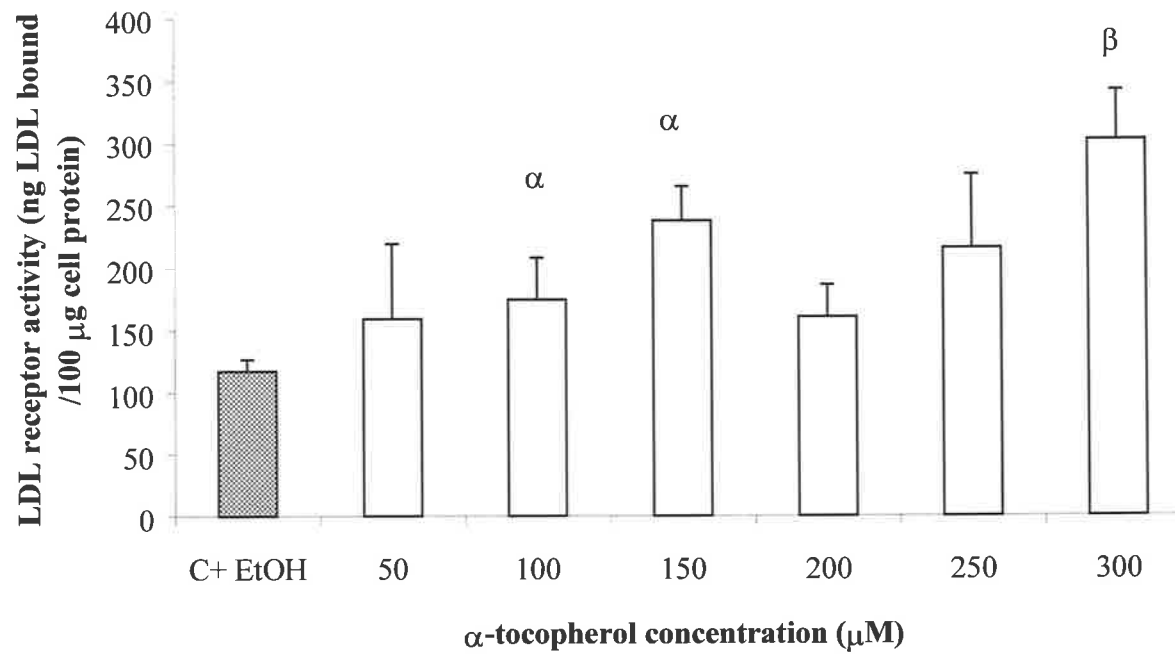 LDL receptor activity (ng LDL bound
/100 μg cell protein)
400
350
300
250
200
150
100
50
0
α
α
β
C+ EtOH 50 100 150 200 250 300
α-tocopherol concentration (μM)